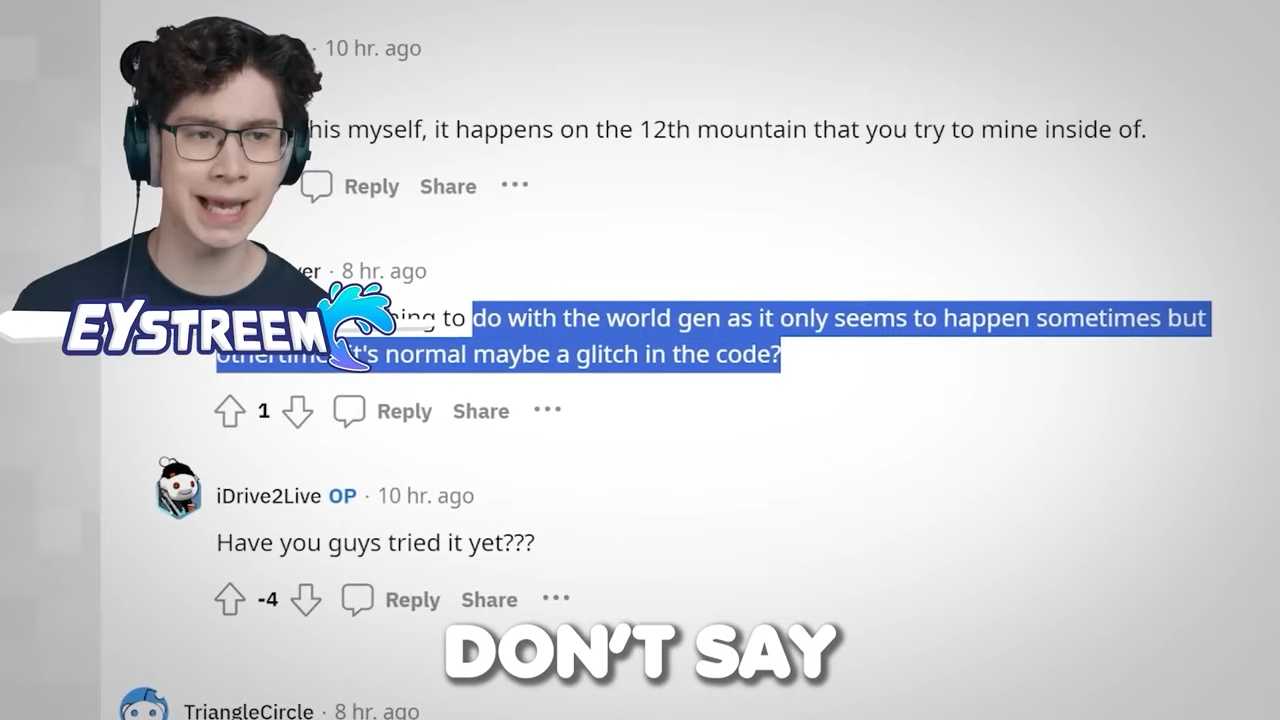 · 10 hr. ago
his myself, it happens on the 12th mountain that you try to mine inside of.
Reply Share ···
er · 8 hr. ago
to do with the world gen as it only seems to happen sometimes but
it's normal maybe a glitch in the code?
EYSTREEM
1 Reply Share ···
iDrive2Live OP · 10 hr. ago
Have you guys tried it yet???
-4 Reply Share ···
DON'T SAY
TriangleCircle · 8 hr. ago